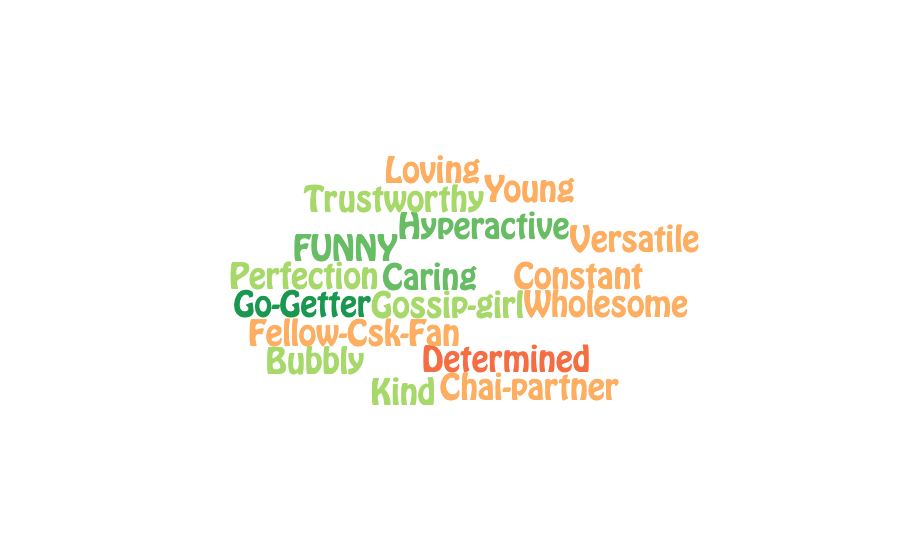 Loving
Young
Trustworthy
Hyperactive
Versatile
FUNNY
Perfection
Caring
Constant
Go-Getter
Gossip-girl
Wholesome
Fellow-Csk-Fan
Bubbly
Determined
Kind
Chai-partner